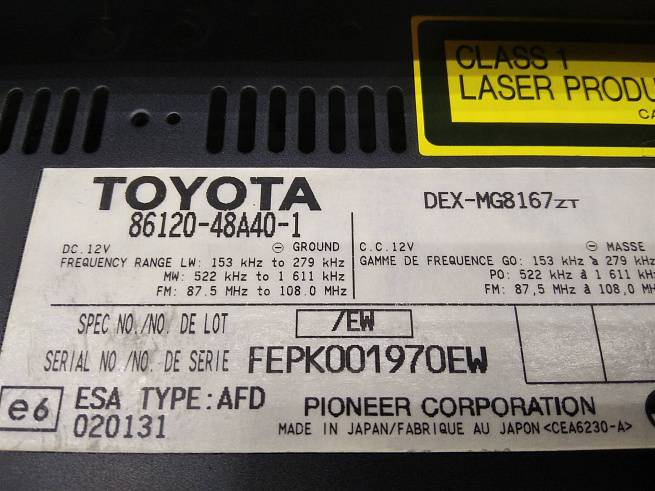 CLASS 1
LASER PRODU
CA
TOYOTA
86120-48A40-1
DEX-MG8167ZT
DC.12V ⊖ GROUND
FREQUENCY RANGE LW: 153 kHz to 279 kHz
MW: 522 kHz to 1 611 kHz
FM: 87.5 MHz to 108.0 MHz
C.C.12V ⊖ MASSE
GAMME DE FREQUENCE GO: 153 kHz à 279 kHz
PO: 522 kHz à 1 611 kHz
FM: 87,5 MHz à 108,0 MHz
SPEC NO./NO. DE LOT /EW
SERIAL NO./NO. DE SERIE FEPK001970EW
e6 ESA TYPE:AFD
020131
PIONEER CORPORATION
MADE IN JAPAN/FABRIQUE AU JAPON <CEA6230-A>